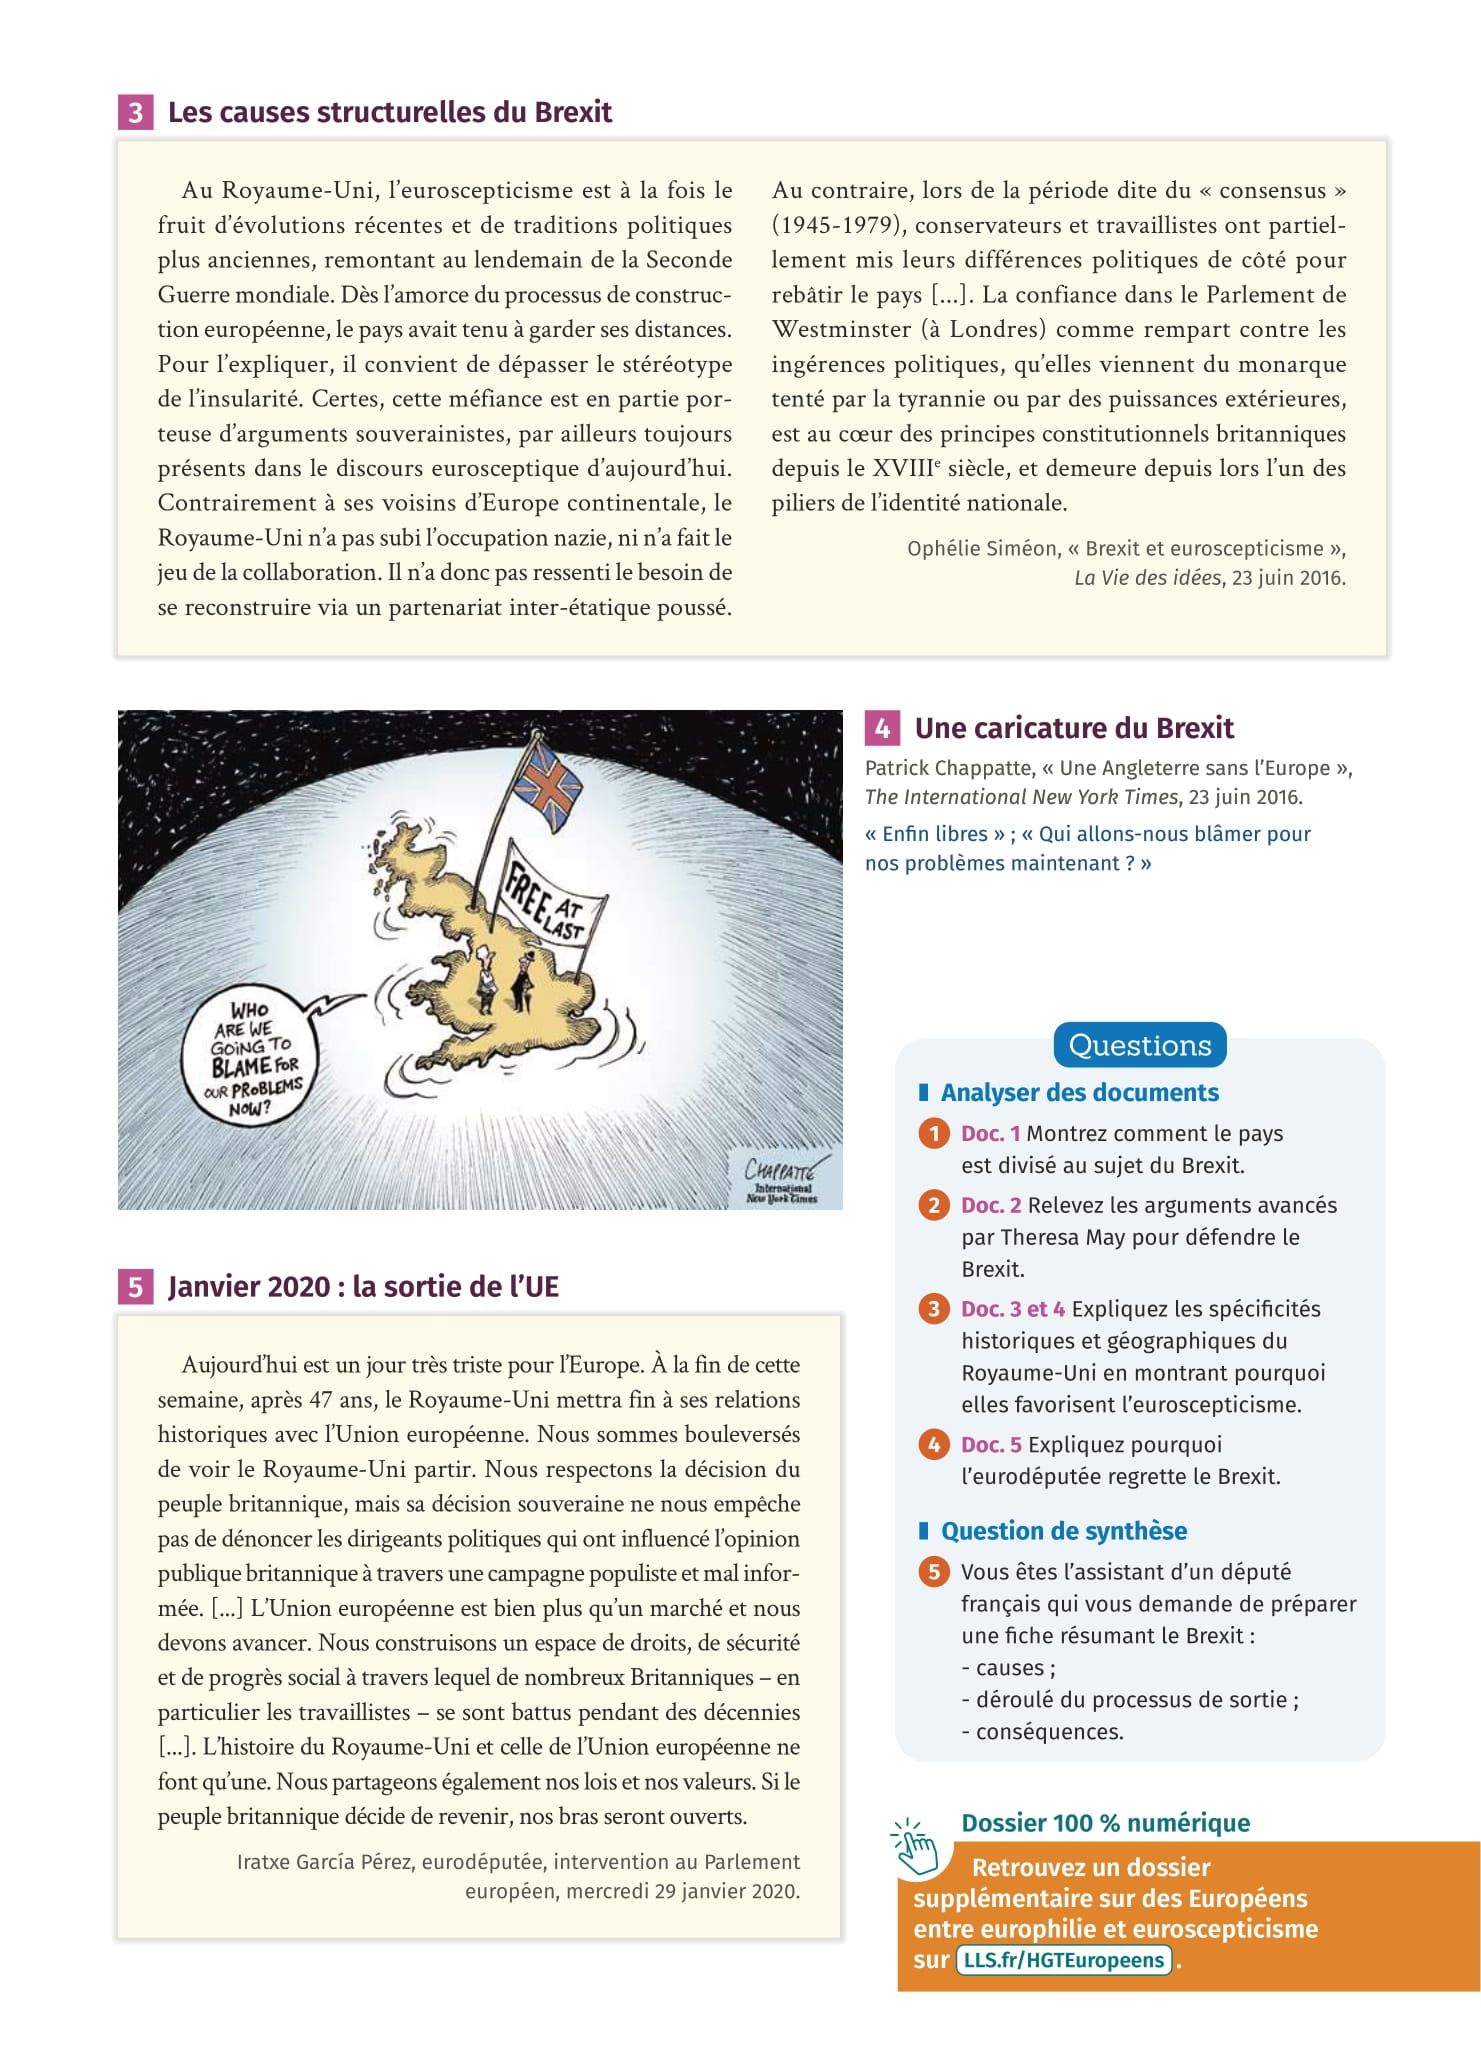 3 Les causes structurelles du Brexit
Au Royaume-Uni, l'euroscepticisme est à la fois le
fruit d'évolutions récentes et de traditions politiques
plus anciennes, remontant au lendemain de la Seconde
Guerre mondiale. Dès l'amorce du processus de construc-
tion européenne, le pays avait tenu à garder ses distances.
Pour l'expliquer, il convient de dépasser le stéréotype
de l'insularité. Certes, cette méfiance est en partie por-
teuse d'arguments souverainistes, par ailleurs toujours
présents dans le discours eurosceptique d'aujourd'hui.
Contrairement à ses voisins d'Europe continentale, le
Royaume-Uni n'a pas subi l'occupation nazie, ni n'a fait le
jeu de la collaboration. Il n'a donc pas ressenti le besoin de
se reconstruire via un partenariat inter-étatique poussé.
Au contraire, lors de la période dite du « consensus »
(1945-1979), conservateurs et travaillistes ont partiel-
lement mis leurs différences politiques de côté pour
rebâtir le pays [...]. La confiance dans le Parlement de
Westminster (à Londres) comme rempart contre les
ingérences politiques, qu'elles viennent du monarque
tenté par la tyrannie ou par des puissances extérieures,
est au cœur des principes constitutionnels britanniques
depuis le XVIIIe siècle, et demeure depuis lors l'un des
piliers de l'identité nationale.
Ophélie Siméon, « Brexit et euroscepticisme »,
La Vie des idées, 23 juin 2016.
FREE AT
LAST
WHO
ARE WE
GOING TO
BLAME FOR
OUR PROBLEMS
NOW?
CHAPPATTE
International
New York Times
4 Une caricature du Brexit
Patrick Chappatte, « Une Angleterre sans l'Europe »,
The International New York Times, 23 juin 2016.
« Enfin libres » ; « Qui allons-nous blâmer pour
nos problèmes maintenant ? »
5 Janvier 2020 : la sortie de l'UE
Aujourd'hui est un jour très triste pour l'Europe. À la fin de cette
semaine, après 47 ans, le Royaume-Uni mettra fin à ses relations
historiques avec l'Union européenne. Nous sommes bouleversés
de voir le Royaume-Uni partir. Nous respectons la décision du
peuple britannique, mais sa décision souveraine ne nous empêche
pas de dénoncer les dirigeants politiques qui ont influencé l'opinion
publique britannique à travers une campagne populiste et mal infor-
mée. [...] L'Union européenne est bien plus qu'un marché et nous
devons avancer. Nous construisons un espace de droits, de sécurité
et de progrès social à travers lequel de nombreux Britanniques – en
particulier les travaillistes – se sont battus pendant des décennies
[...]. L'histoire du Royaume-Uni et celle de l'Union européenne ne
font qu'une. Nous partageons également nos lois et nos valeurs. Si le
peuple britannique décide de revenir, nos bras seront ouverts.
Iratxe García Pérez, eurodéputée, intervention au Parlement
européen, mercredi 29 janvier 2020.
Questions
Analyser des documents
1 Doc. 1 Montrez comment le pays
est divisé au sujet du Brexit.
2 Doc. 2 Relevez les arguments avancés
par Theresa May pour défendre le
Brexit.
3 Doc. 3 et 4 Expliquez les spécificités
historiques et géographiques du
Royaume-Uni en montrant pourquoi
elles favorisent l'euroscepticisme.
4 Doc. 5 Expliquez pourquoi
l'eurodéputée regrette le Brexit.
Question de synthèse
5 Vous êtes l'assistant d'un député
français qui vous demande de préparer
une fiche résumant le Brexit :
- causes ;
- déroulé du processus de sortie ;
- conséquences.
Dossier 100 % numérique
Retrouvez un dossier
supplémentaire sur des Européens
entre europhilie et euroscepticisme
sur LLS.fr/HGTEuropeens .